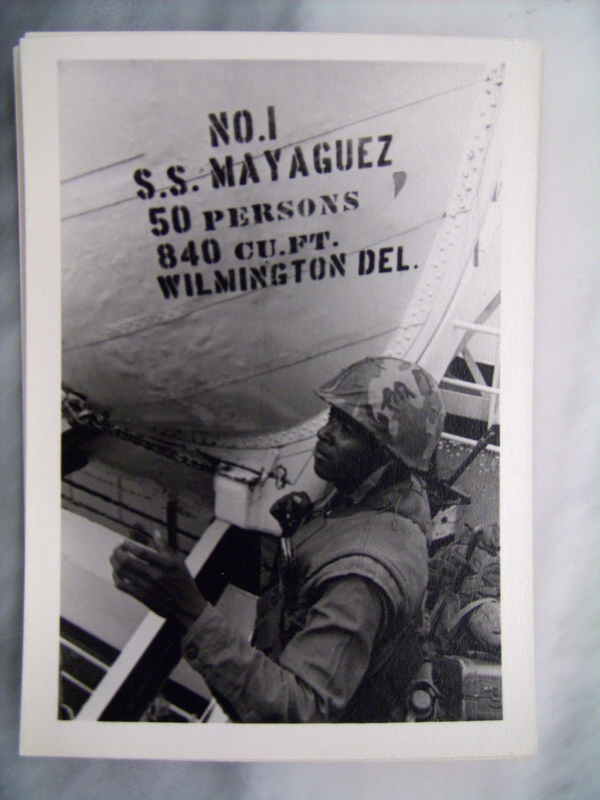 NO.1
S.S. MAYAGUEZ
50 PERSONS
840 CU.FT.
WILMINGTON DEL.